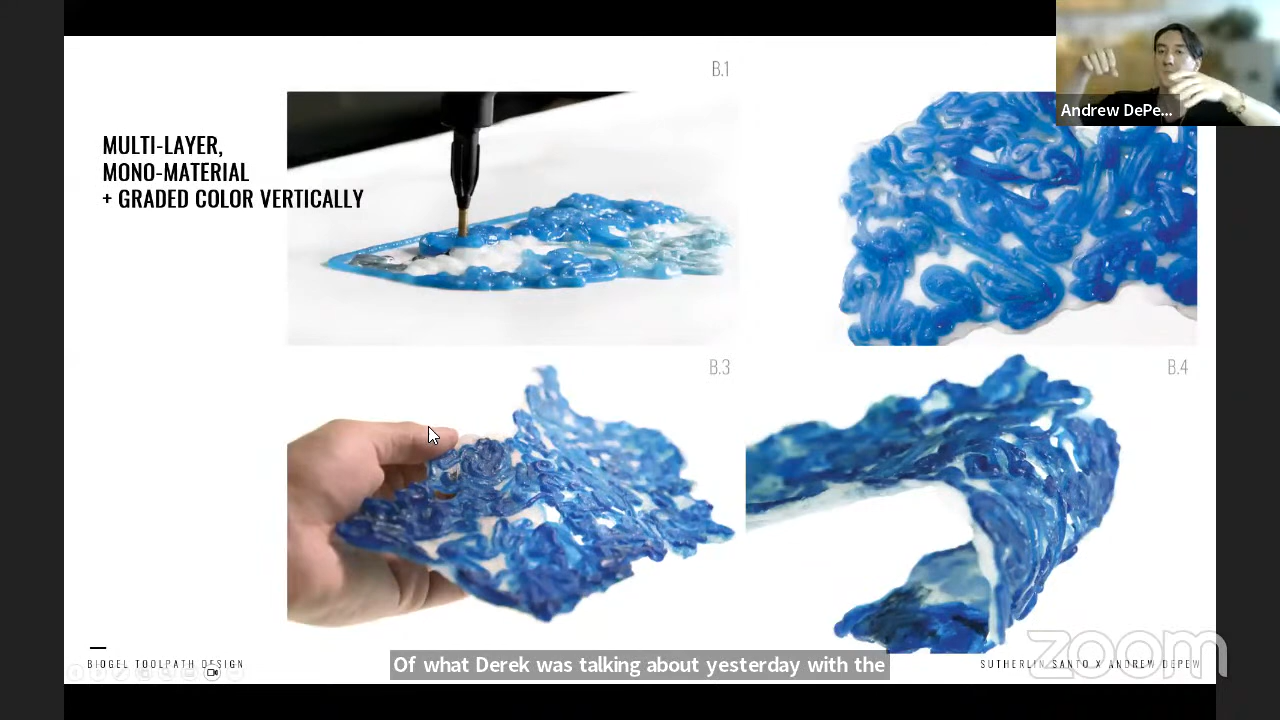 B.1
Andrew DePe...
MULTI-LAYER,
MONO-MATERIAL
+ GRADED COLOR VERTICALLY
B.3
B.4
Of what Derek was talking about yesterday with the
BIOGEL TOOLPATH DESIGN
SUTHERLIN SANTO X ANDREW DEPEW
zoom